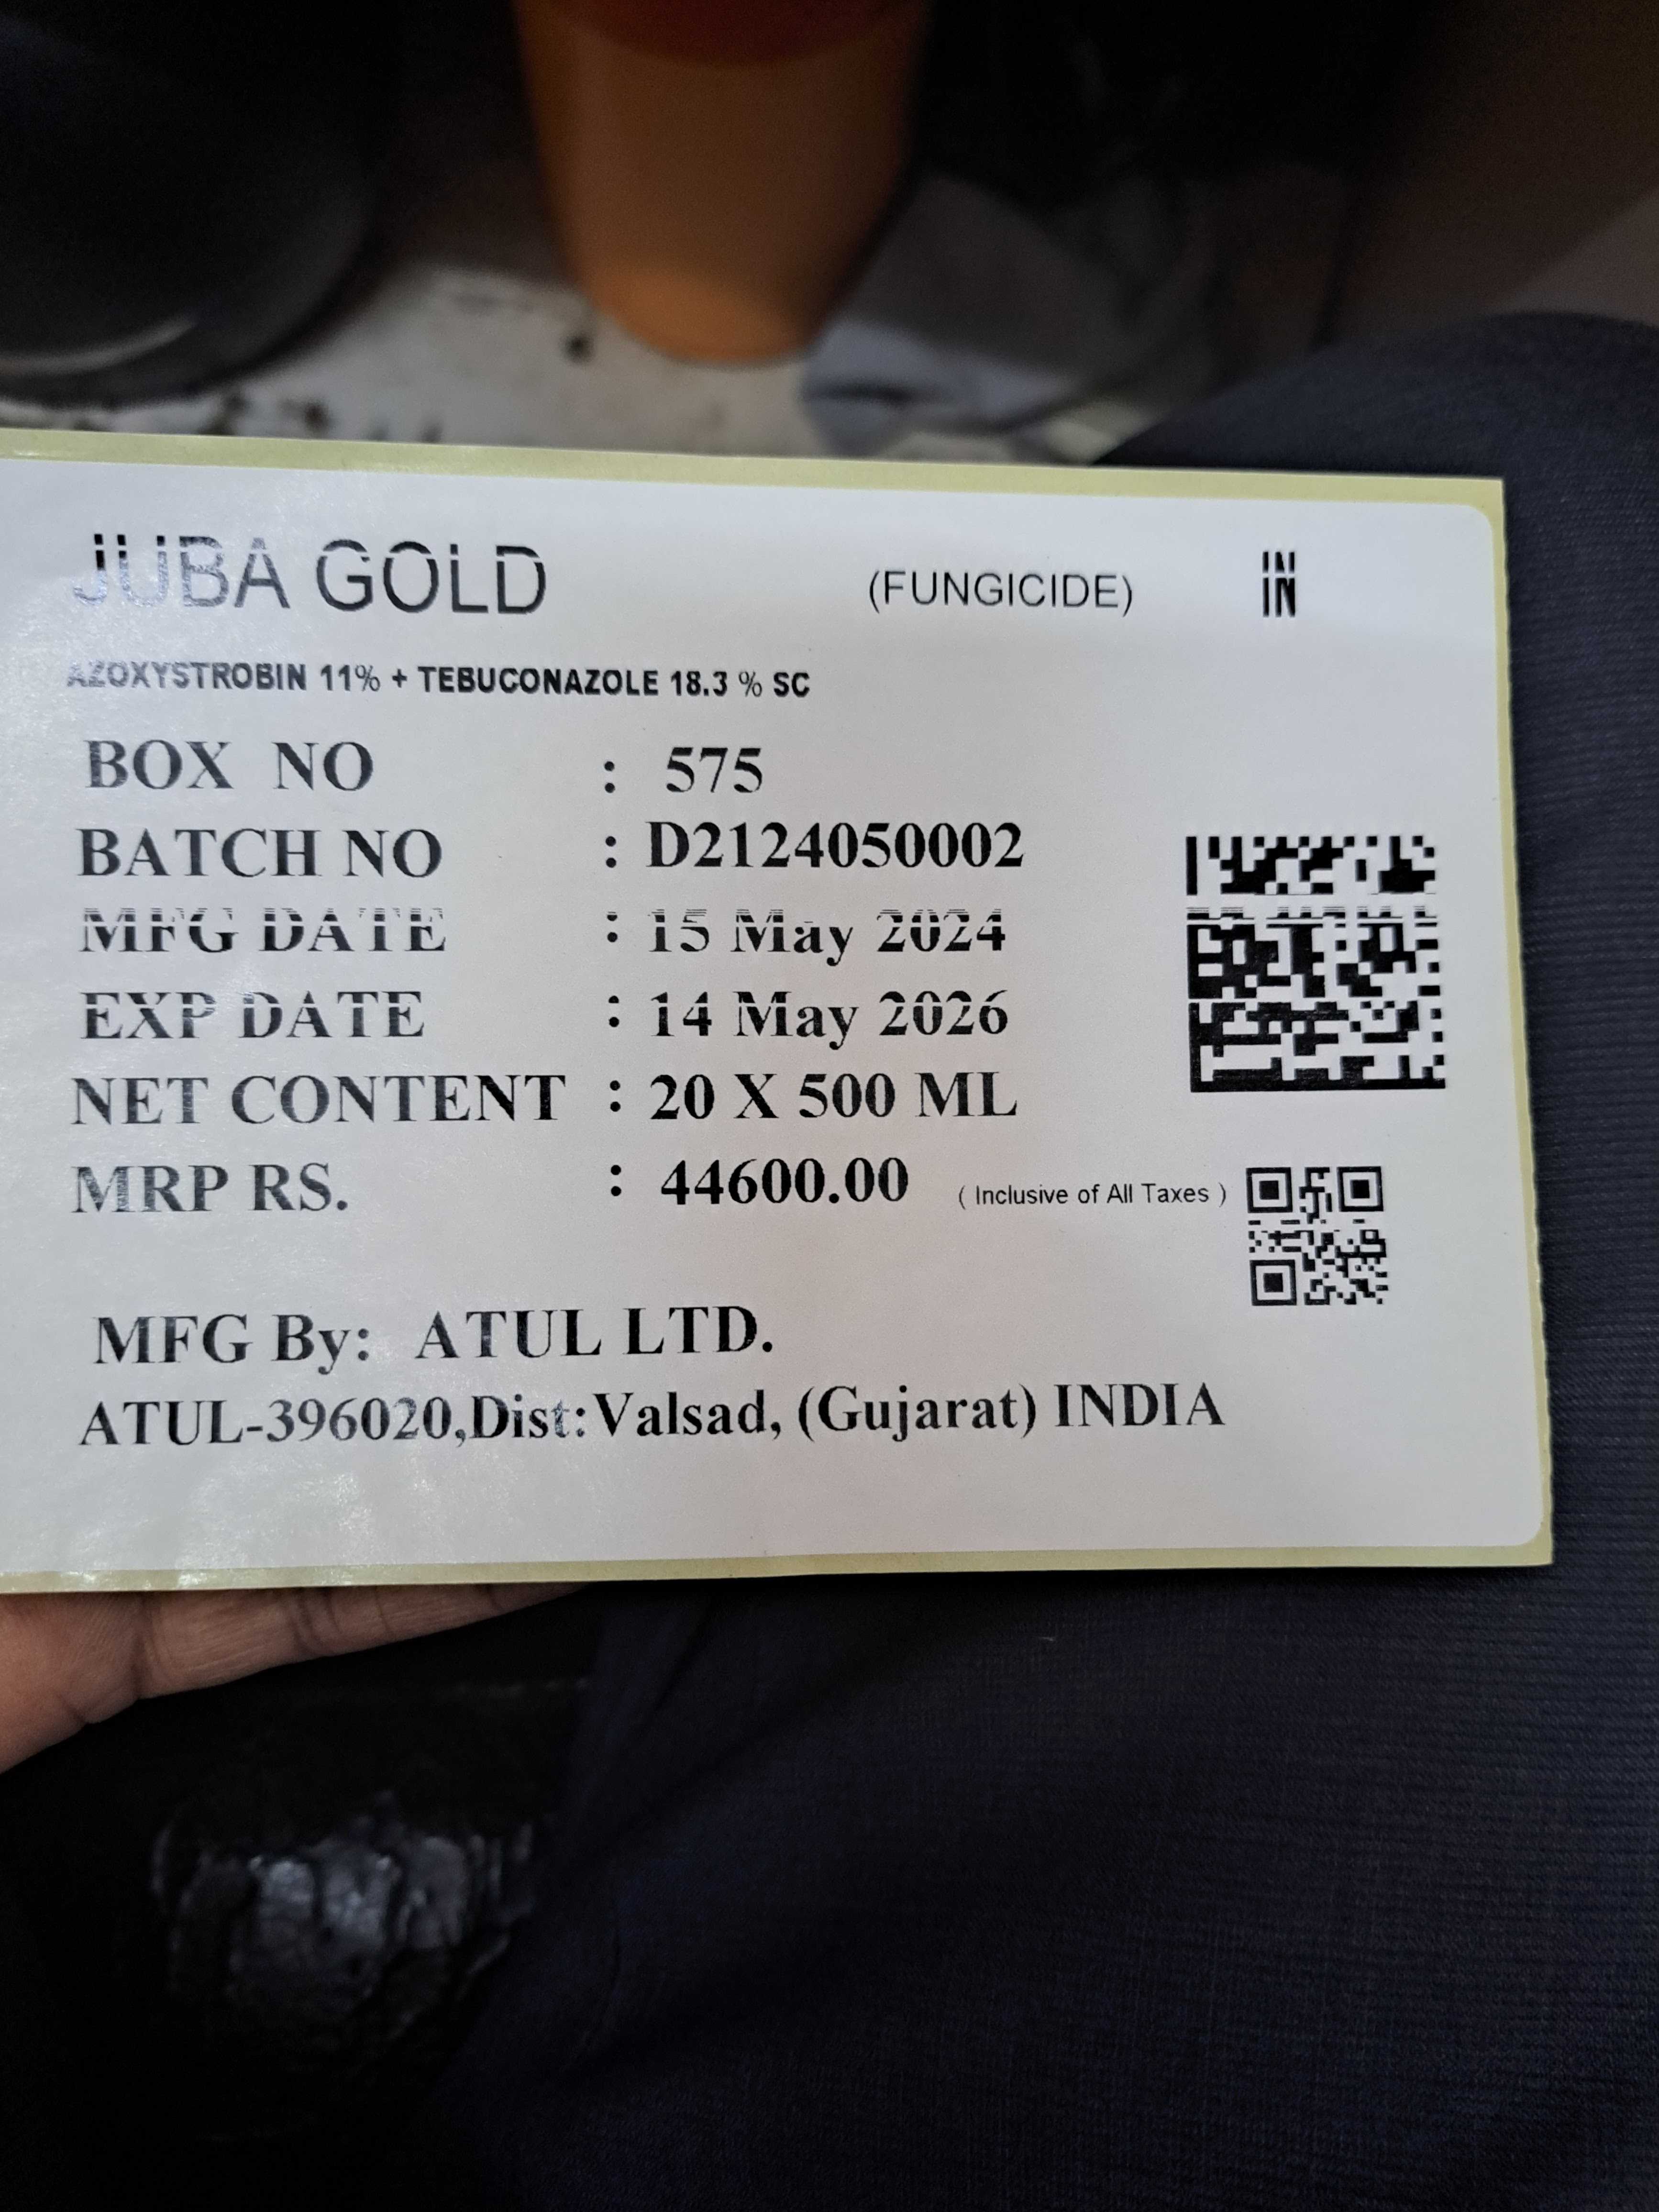 JUBA GOLD (FUNGICIDE) IN
AZOXYSTROBIN 11% + TEBUCONAZOLE 18.3 % SC
BOX NO : 575
BATCH NO : D2124050002
MFG DATE : 15 May 2024
EXP DATE : 14 May 2026
NET CONTENT : 20 X 500 ML
MRP RS. : 44600.00 ( Inclusive of All Taxes )
MFG By: ATUL LTD.
ATUL-396020,Dist:Valsad, (Gujarat) INDIA